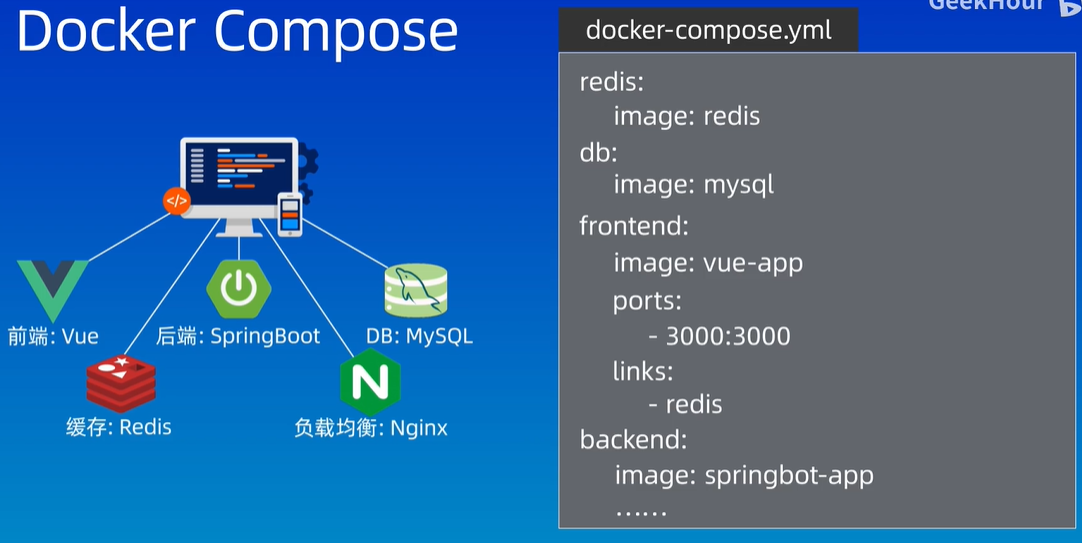 Docker Compose
GeekHour
docker-compose.yml
redis:
image: redis
db:
image: mysql
frontend:
image: vue-app
ports:
- 3000:3000
links:
- redis
backend:
image: springbot-app
......
</>
前端: Vue
后端: SpringBoot
DB: MySQL
缓存: Redis
N
负载均衡: Nginx